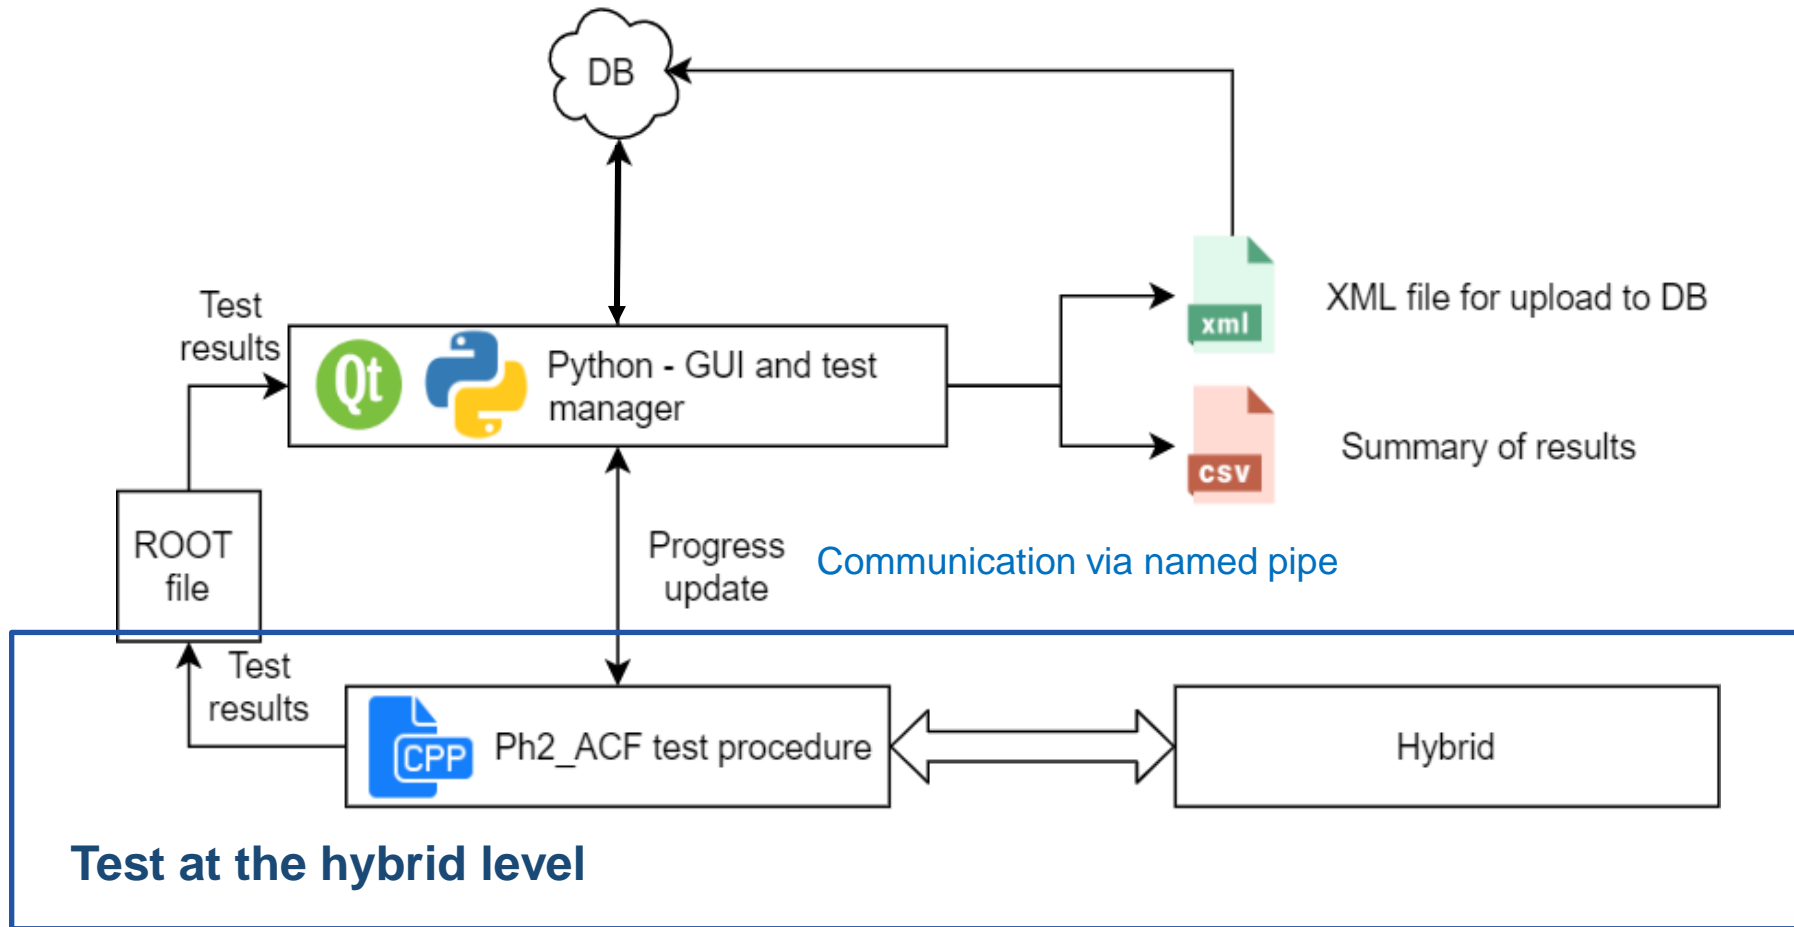 DB
Test
results
Qt
Python - GUI and test
manager
xml
XML file for upload to DB
csv
Summary of results
ROOT
file
Progress
update
Communication via named pipe
Test
results
CPP
Ph2_ACF test procedure
Hybrid
Test at the hybrid level